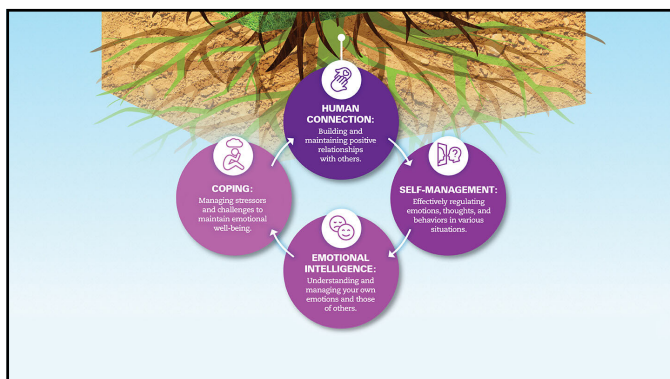 HUMAN
CONNECTION:
Building and
maintaining positive
relationships
with others.
SELF-MANAGEMENT:
Effectively regulating
emotions, thoughts, and
behaviors in various
situations.
EMOTIONAL
INTELLIGENCE:
Understanding and
managing your own
emotions and those
of others.
COPING:
Managing stressors
and challenges to
maintain emotional
well-being.
?